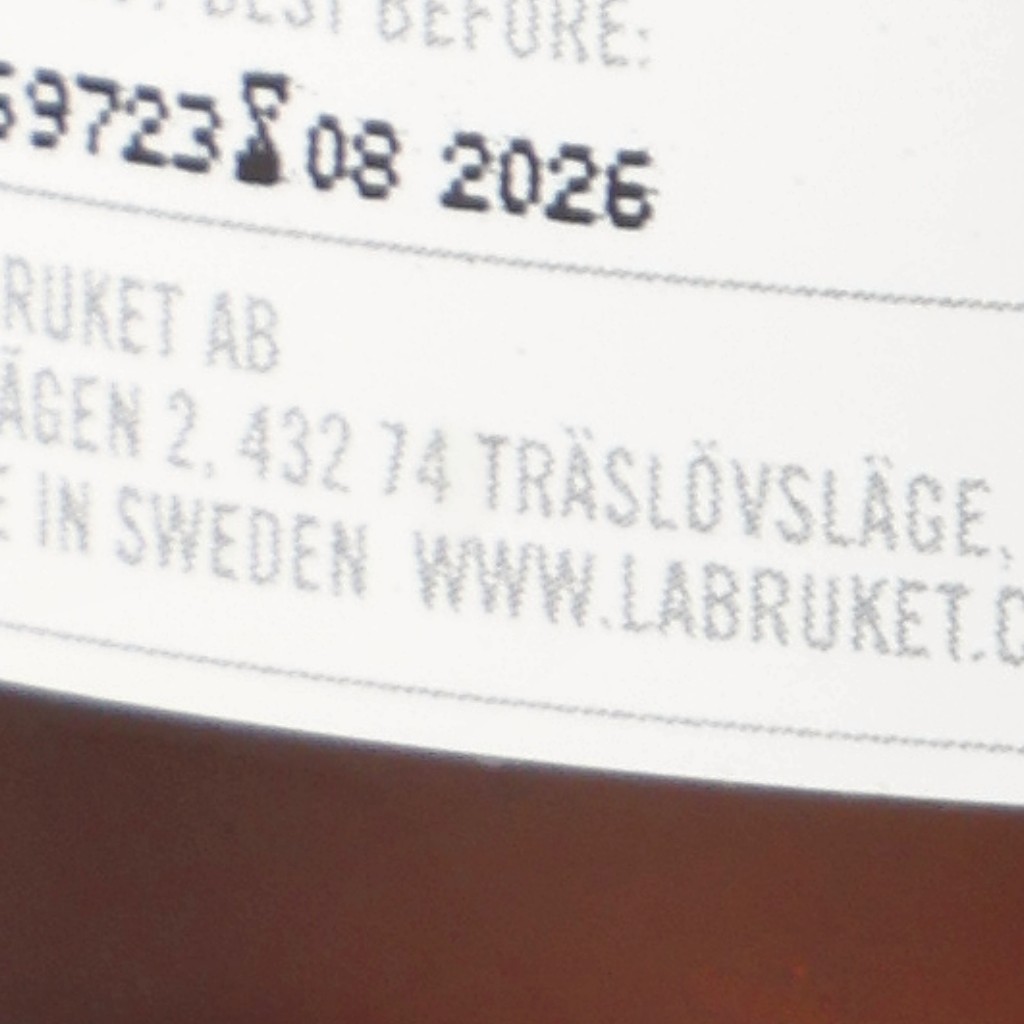 BEST BEFORE:
59723⌛08 2026
RUKET AB
ÄGEN 2, 432 74 TRÄSLÖVSLÄGE,
E IN SWEDEN WWW.LABRUKET.C